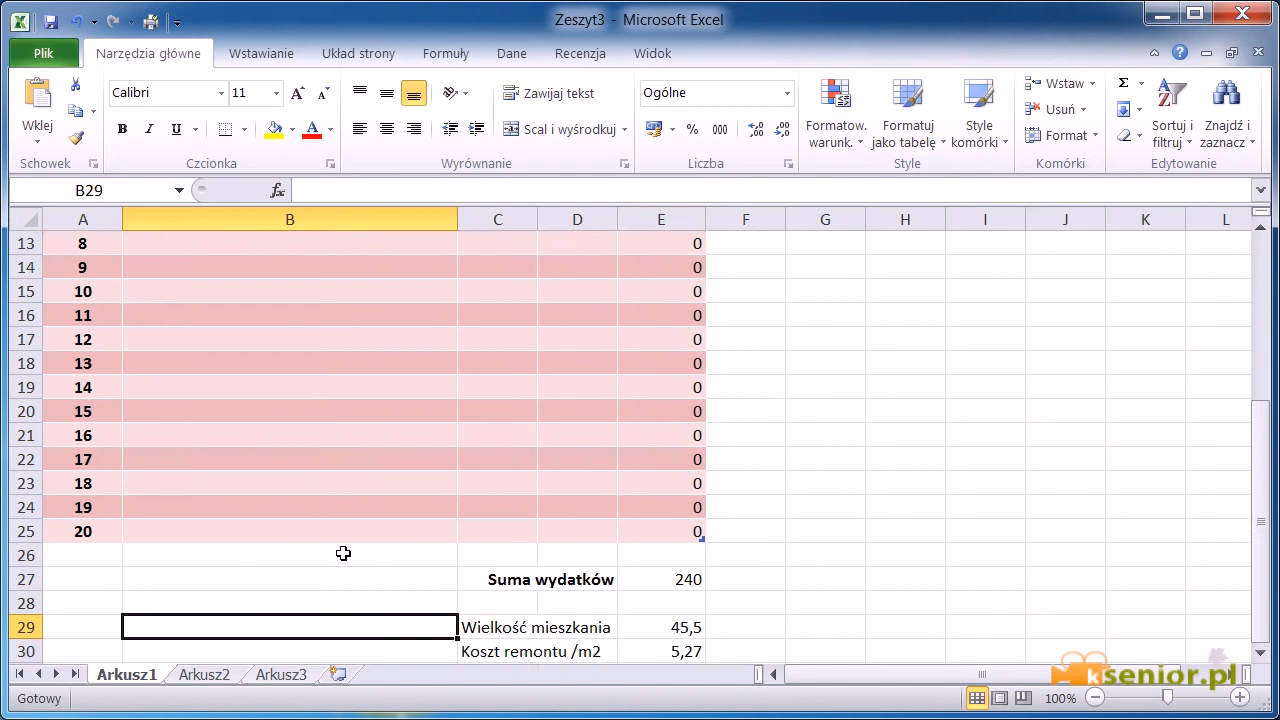 Zeszyt3 - Microsoft Excel
Plik Narzędzia główne Wstawianie Układ strony Formuły Dane Recenzja Widok
Wklej
Schowek
Calibri 11
B I U A
Czcionka
Zawijaj tekst
Scal i wyśrodkuj
Wyrównanie
Ogólne
% 000
Liczba
Formatow. warunk.
Formatuj jako tabelę
Style komórki
Style
Wstaw
Usuń
Format
Komórki
Sortuj i filtruj
Znajdź i zaznacz
Edytowanie
B29 fx
A B C D E F G H I J K L
13 8 0
14 9 0
15 10 0
16 11 0
17 12 0
18 13 0
19 14 0
20 15 0
21 16 0
22 17 0
23 18 0
24 19 0
25 20 0
26
27 Suma wydatków 240
28
29 Wielkość mieszkania 45,5
30 Koszt remontu /m2 5,27
Arkusz1 Arkusz2 Arkusz3
ksenior.pl
Gotowy 100%